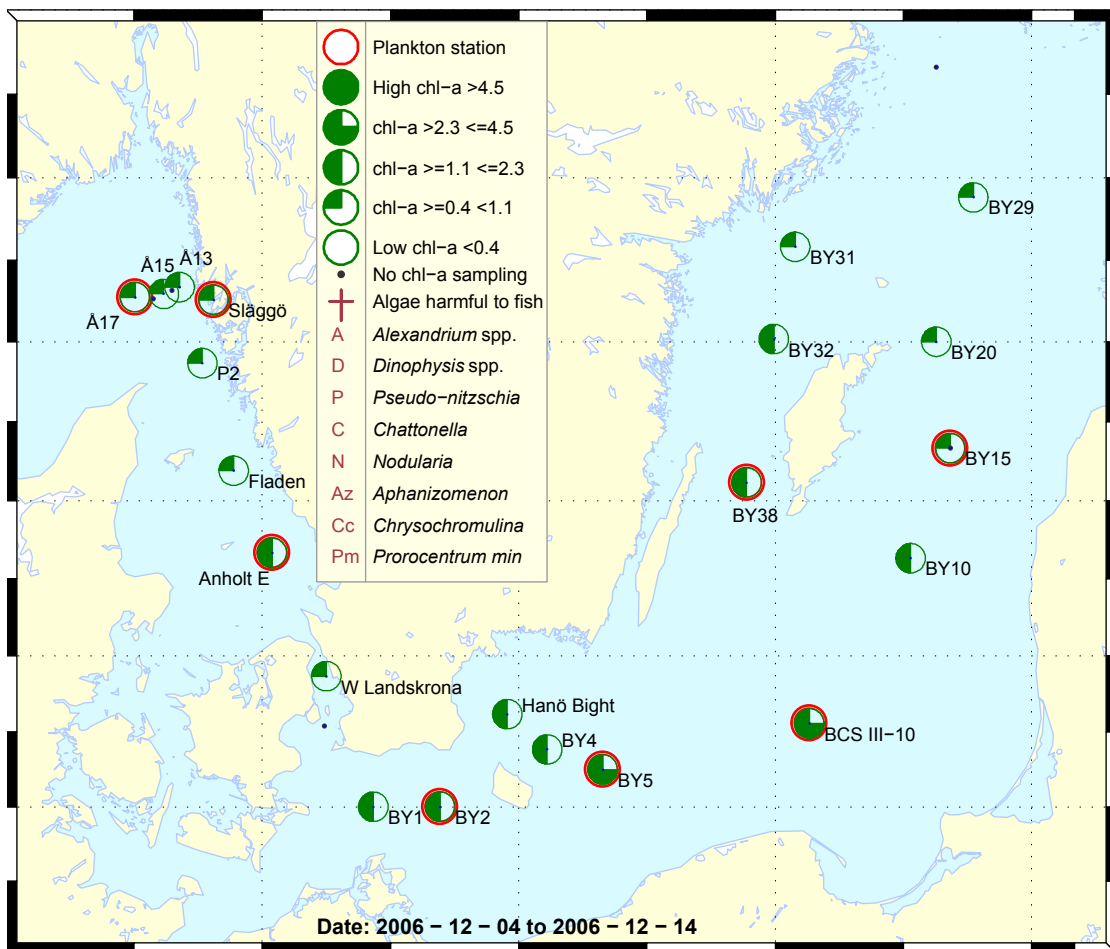 Plankton station
High chl−a >4.5
chl−a >2.3 <=4.5
chl−a >=1.1 <=2.3
chl−a >=0.4 <1.1
Low chl−a <0.4
No chl−a sampling
Algae harmful to fish
A Alexandrium spp.
D Dinophysis spp.
P Pseudo−nitzschia
C Chattonella
N Nodularia
Az Aphanizomenon
Cc Chrysochromulina
Pm Prorocentrum min
BY29
BY31
Å15
Å13
Å17
Släggö
BY32
BY20
P2
BY15
Fladen
BY38
Anholt E
BY10
W Landskrona
Hanö Bight
BCS III−10
BY4
BY5
BY1
BY2
Date: 2006 − 12 − 04 to 2006 − 12 − 14